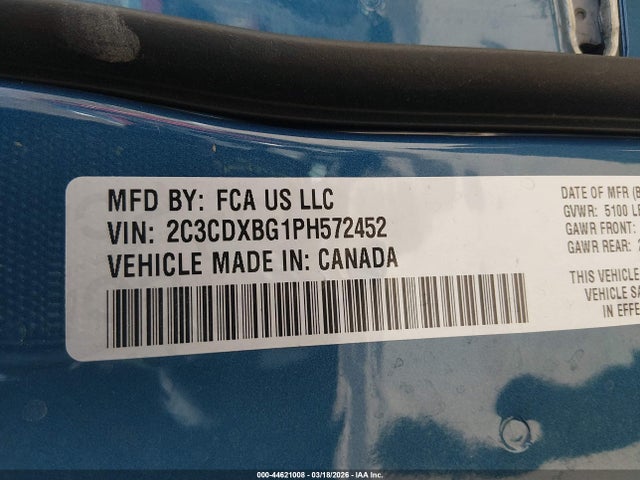 MFD BY: FCA US LLC
VIN: 2C3CDXBG1PH572452
VEHICLE MADE IN: CANADA
DATE OF MFR
GVWR: 5100
GAWR FRONT:
GAWR REAR:
THIS VEHICLE
VEHICLE
IN
000-44621008 - 03/18/2026 - IAA Inc.